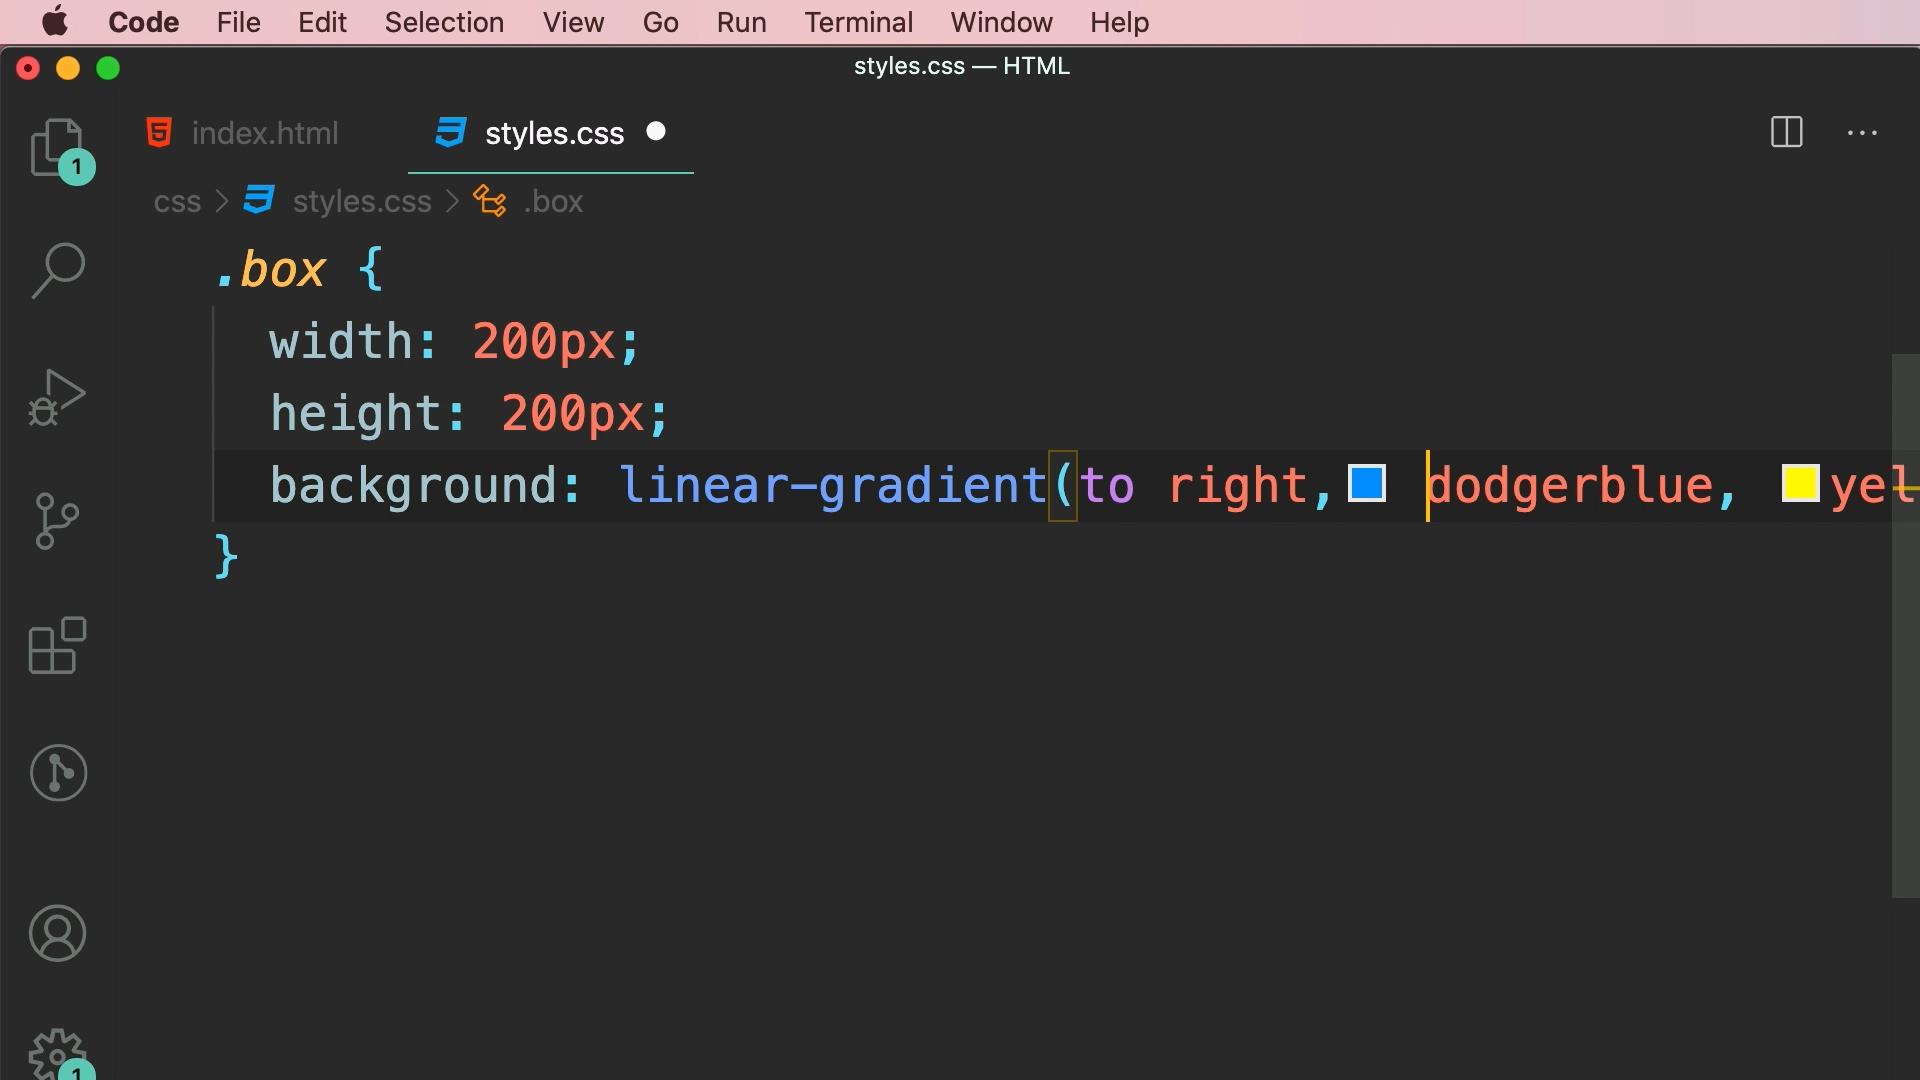 Code File Edit Selection View Go Run Terminal Window Help
styles.css — HTML
index.html styles.css
1
css > styles.css > .box
.box {
width: 200px;
height: 200px;
background: linear-gradient(to right, dodgerblue, yel
}
1